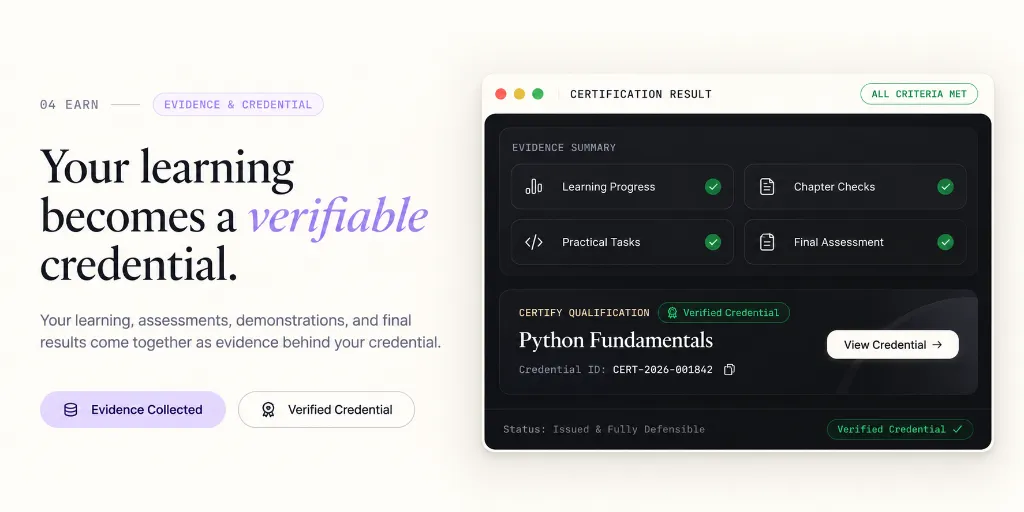 04 EARN
EVIDENCE & CREDENTIAL
Your learning
becomes a verifiable
credential.
Your learning, assessments, demonstrations, and final
results come together as evidence behind your credential.
Evidence Collected
Verified Credential
CERTIFICATION RESULT
ALL CRITERIA MET
EVIDENCE SUMMARY
Learning Progress
Chapter Checks
Practical Tasks
Final Assessment
CERTIFY QUALIFICATION
Verified Credential
Python Fundamentals
Credential ID: CERT-2026-001842
View Credential →
Status: Issued & Fully Defensible
Verified Credential ✓